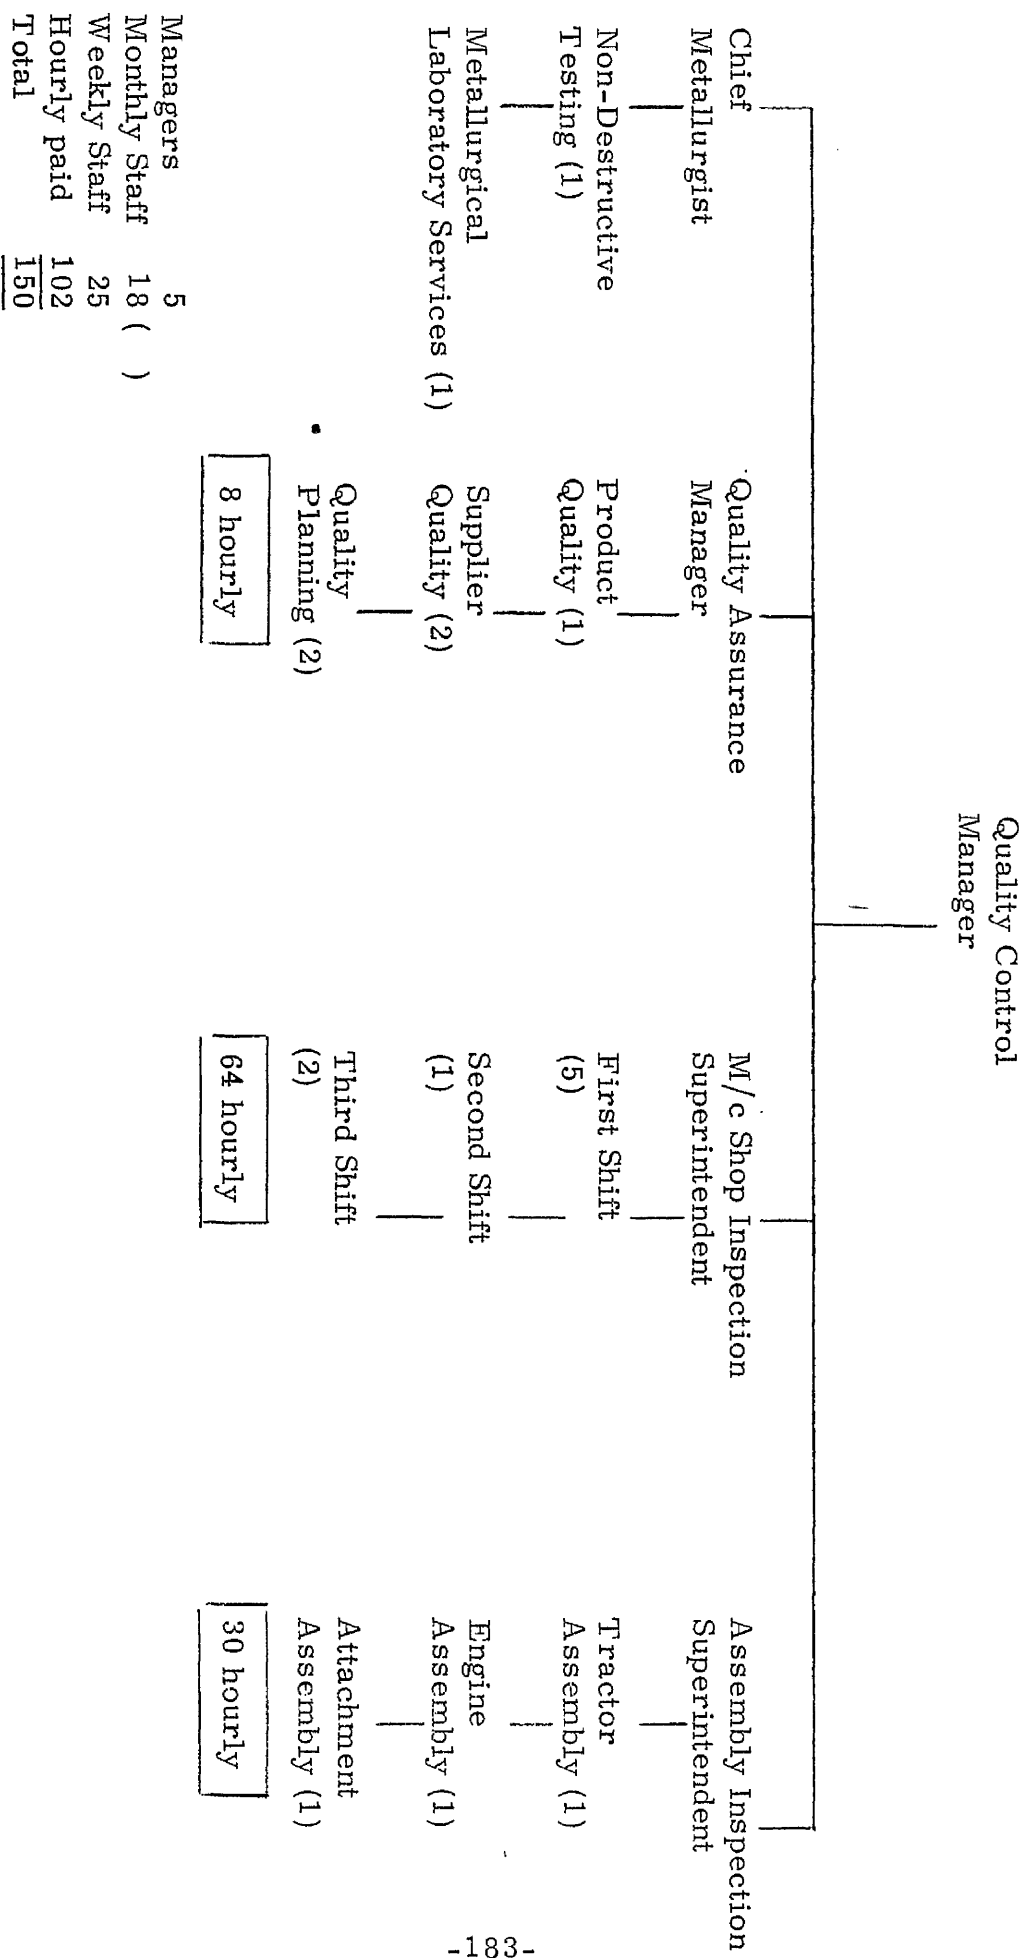 Quality Control
Manager
Chief
Metallurgist
Non-Destructive
Testing (1)
Metallurgical
Laboratory Services (1)
Quality Assurance
Manager
Product
Quality (1)
Supplier
Quality (2)
Quality
Planning (2)
8 hourly
M/c Shop Inspection
Superintendent
First Shift
(5)
Second Shift
(1)
Third Shift
(2)
64 hourly
Assembly Inspection
Superintendent
Tractor
Assembly (1)
Engine
Assembly (1)
Attachment
Assembly (1)
30 hourly
Managers 5
Monthly Staff 18 ( )
Weekly Staff 25
Hourly paid 102
Total 150
-183-